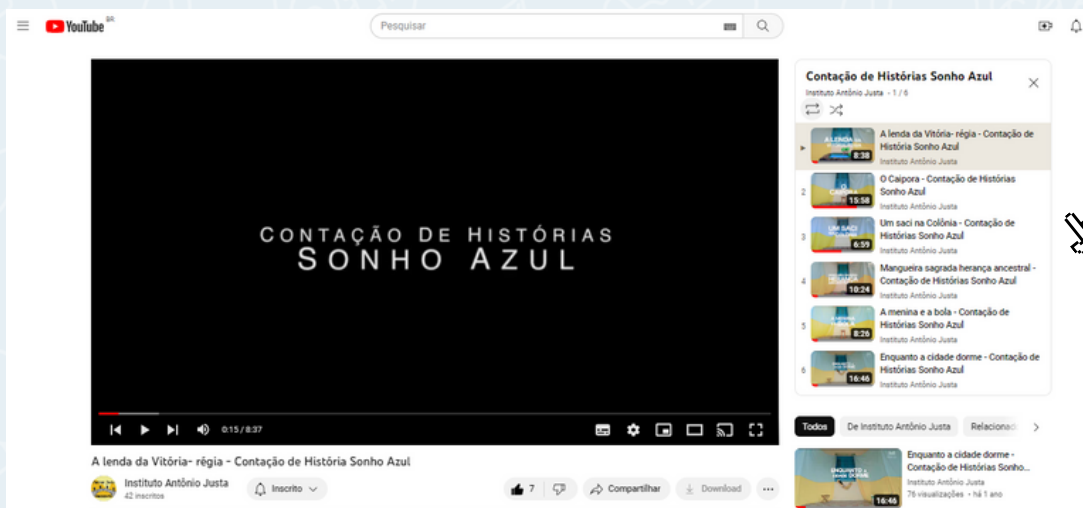 YouTube BR
Pesquisar
CONTAÇÃO DE HISTÓRIAS
SONHO AZUL
0:15 / 8:37
A lenda da Vitória- régia - Contação de História Sonho Azul
Instituto Antônio Justa
42 inscritos
Inscrito
7
Compartilhar
Download
Contação de Histórias Sonho Azul
Instituto Antônio Justa - 1 / 6
8:38
A lenda da Vitória- régia - Contação de
História Sonho Azul
Instituto Antônio Justa
2
15:58
O Caipora - Contação de Histórias
Sonho Azul
Instituto Antônio Justa
3
UM SACI
6:59
Um saci na Colônia - Contação de
Histórias Sonho Azul
Instituto Antônio Justa
4
10:24
Mangueira sagrada herança ancestral -
Contação de Histórias Sonho Azul
Instituto Antônio Justa
5
8:26
A menina e a bola - Contação de
Histórias Sonho Azul
Instituto Antônio Justa
6
16:46
Enquanto a cidade dorme - Contação de
Histórias Sonho Azul
Instituto Antônio Justa
Todos
De Instituto Antônio Justa
Relacionad
ENQUANTO A
CIDADE DORME
16:46
Enquanto a cidade dorme -
Contação de Histórias Sonho...
Instituto Antônio Justa
76 visualizações • há 1 ano